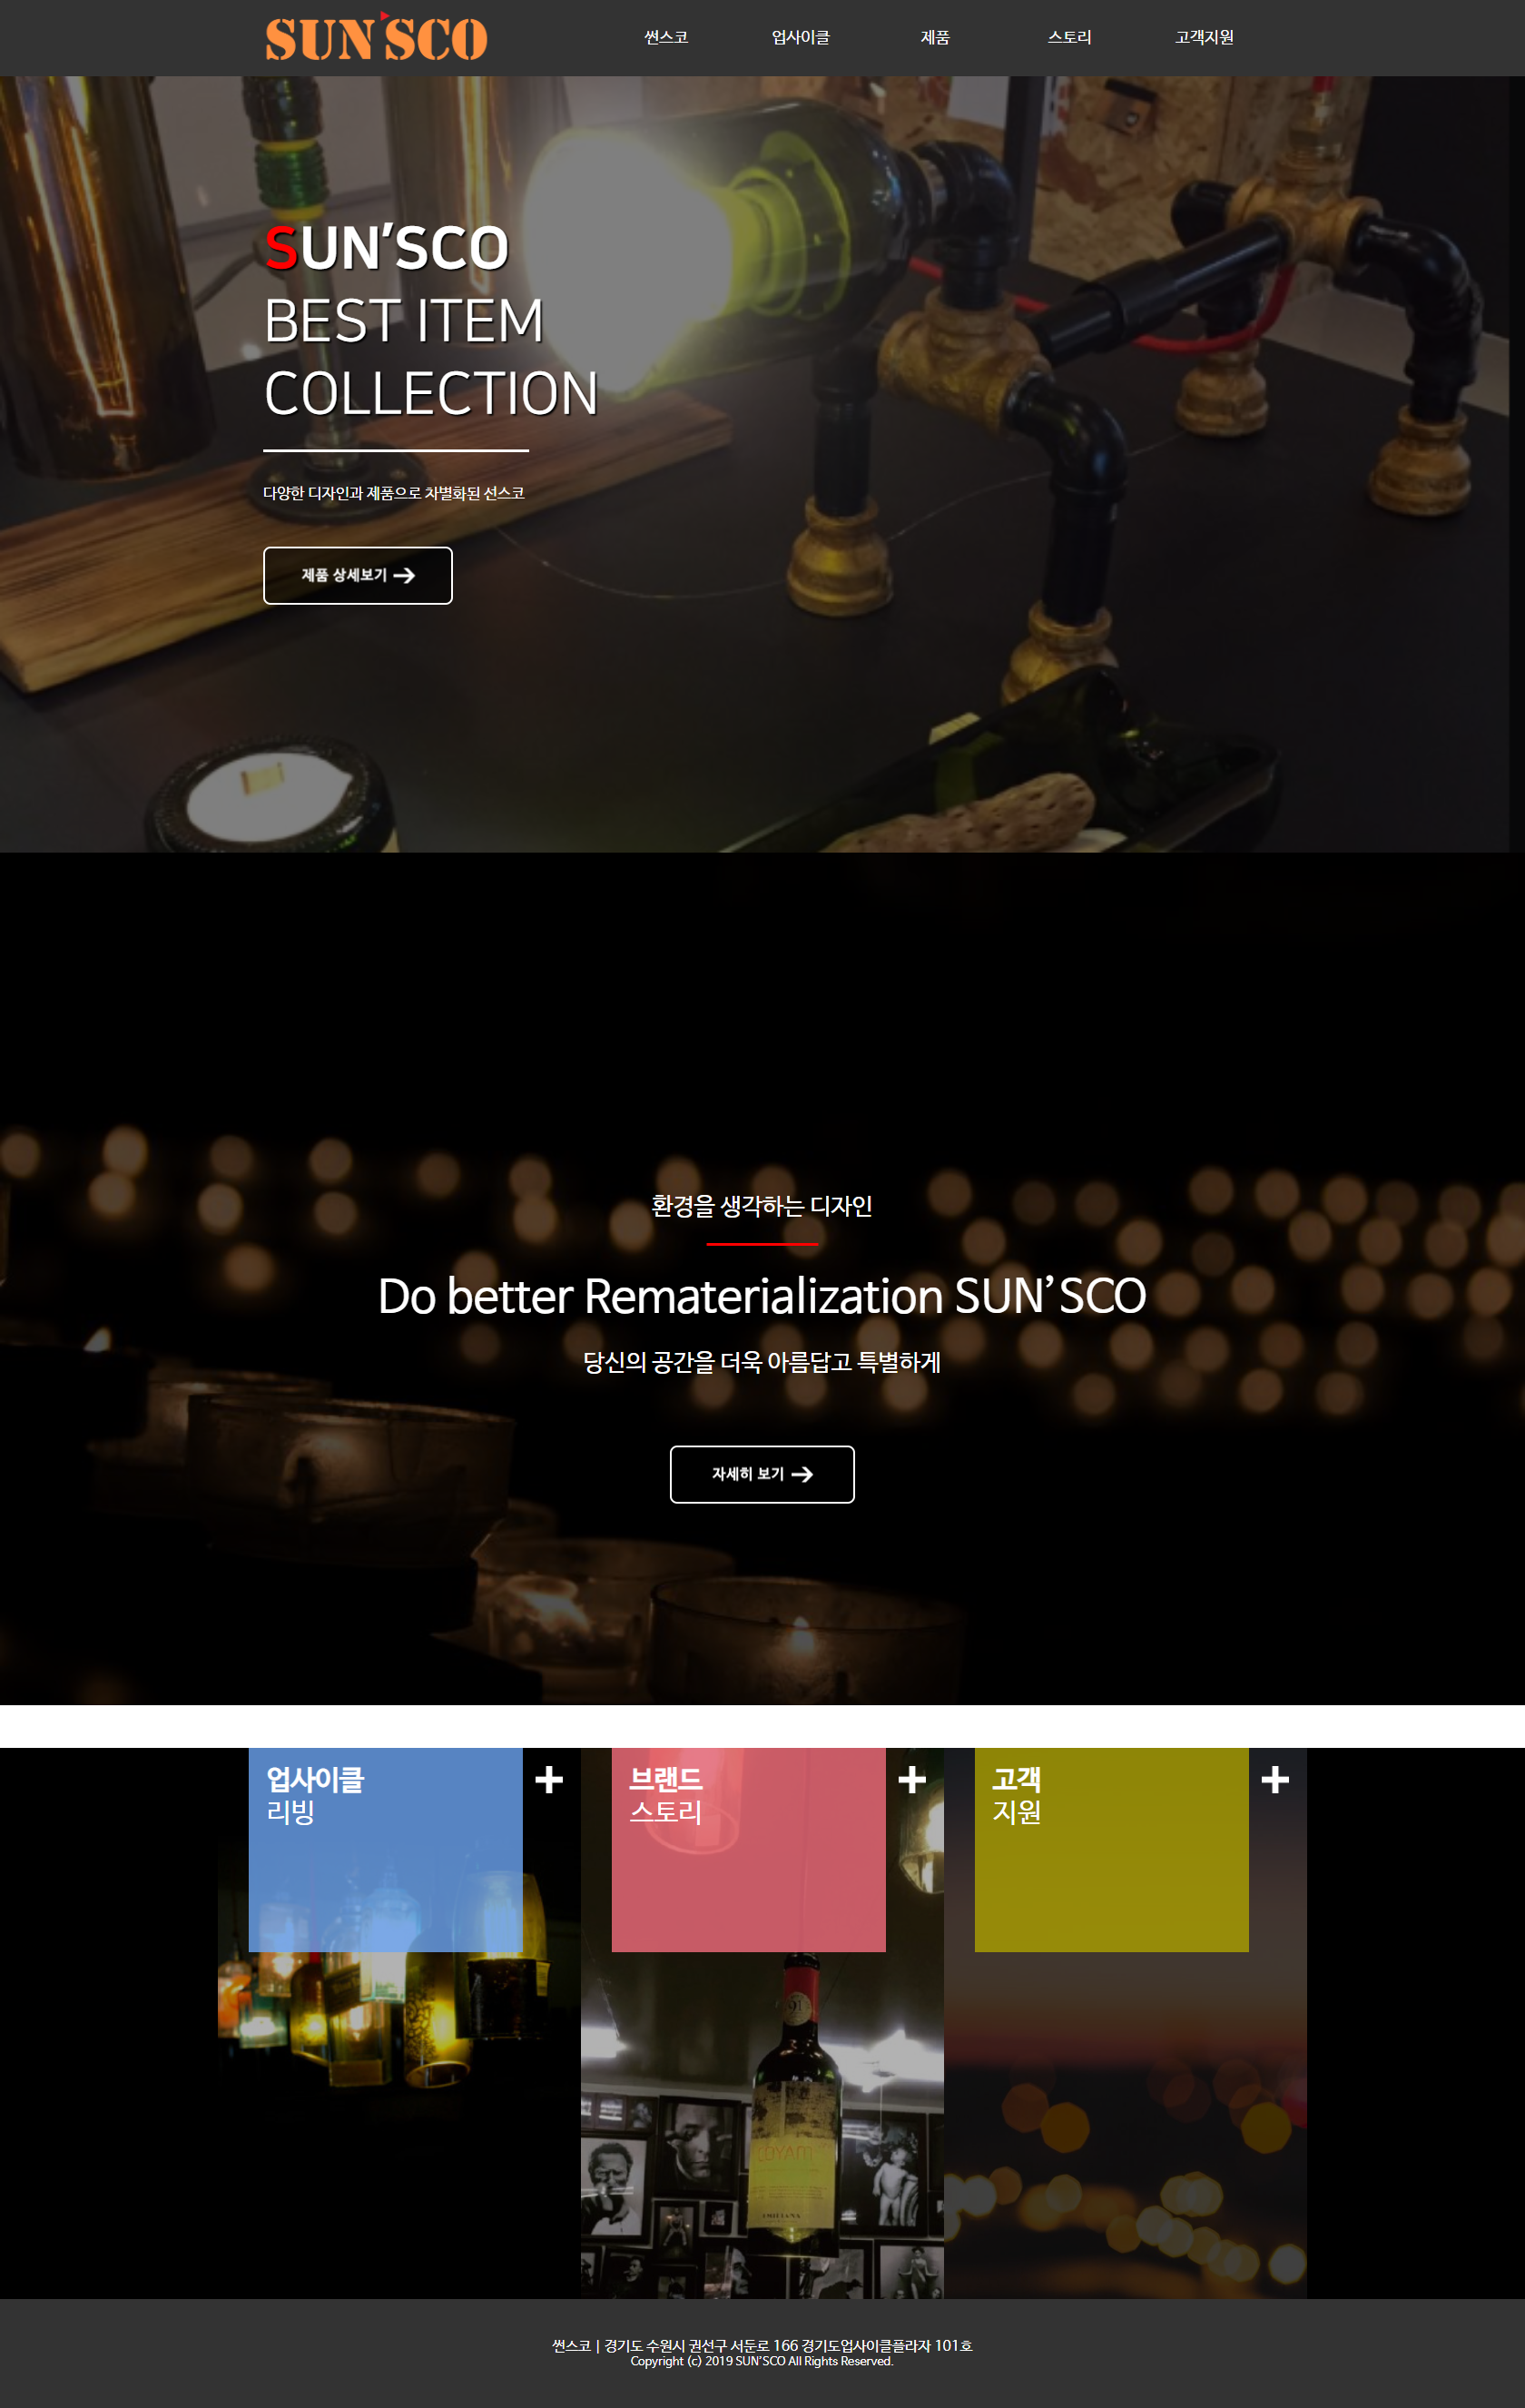 SUN'SCO
썬스코
업사이클
제품
스토리
고객지원
SUN'SCO
BEST ITEM
COLLECTION
다양한 디자인과 제품으로 차별화된 선스코
제품 상세보기 →
환경을 생각하는 디자인
Do better Rematerialization SUN’SCO
당신의 공간을 더욱 아름답고 특별하게
자세히 보기 →
업사이클
리빙
브랜드
스토리
고객
지원
썬스코 | 경기도 수원시 권선구 서둔로 166 경기도업사이클플라자 101호
Copyright (c) 2019 SUN'SCO All Rights Reserved.